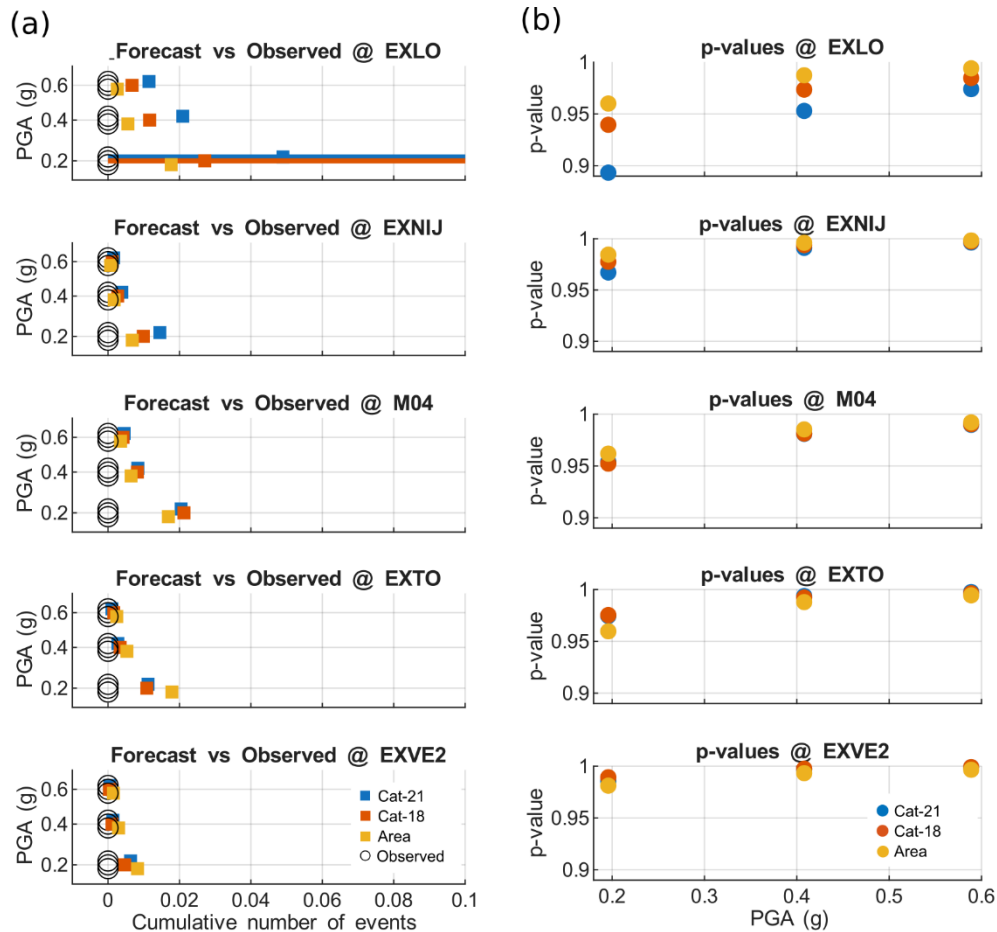 (a)
Forecast vs Observed @ EXLO
PGA (g)
0.6
0.4
0.2
Forecast vs Observed @ EXNIJ
PGA (g)
0.6
0.4
0.2
Forecast vs Observed @ M04
PGA (g)
0.6
0.4
0.2
Forecast vs Observed @ EXTO
PGA (g)
0.6
0.4
0.2
Forecast vs Observed @ EXVE2
PGA (g)
0.6
0.4
0.2
Cat-21
Cat-18
Area
Observed
0 0.02 0.04 0.06 0.08 0.1
Cumulative number of events
(b)
p-values @ EXLO
p-value
1
0.95
0.9
p-values @ EXNIJ
p-value
1
0.95
0.9
p-values @ M04
p-value
1
0.95
0.9
p-values @ EXTO
p-value
1
0.95
0.9
p-values @ EXVE2
p-value
1
0.95
0.9
Cat-21
Cat-18
Area
0.2 0.3 0.4 0.5 0.6
PGA (g)